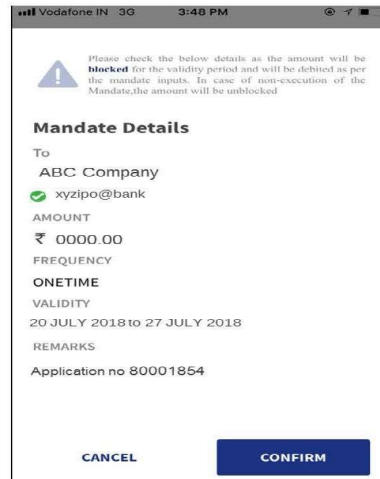 Vodafone IN 3G 3:48 PM
Please check the below details as the amount will be
blocked for the validity period and will be debited as per
the mandate inputs. In case of non-execution of the
Mandate,the amount will be unblocked
Mandate Details
To
ABC Company
xyzipo@bank
AMOUNT
₹ 0000.00
FREQUENCY
ONETIME
VALIDITY
20 JULY 2018 to 27 JULY 2018
REMARKS
Application no 80001854
CANCEL CONFIRM